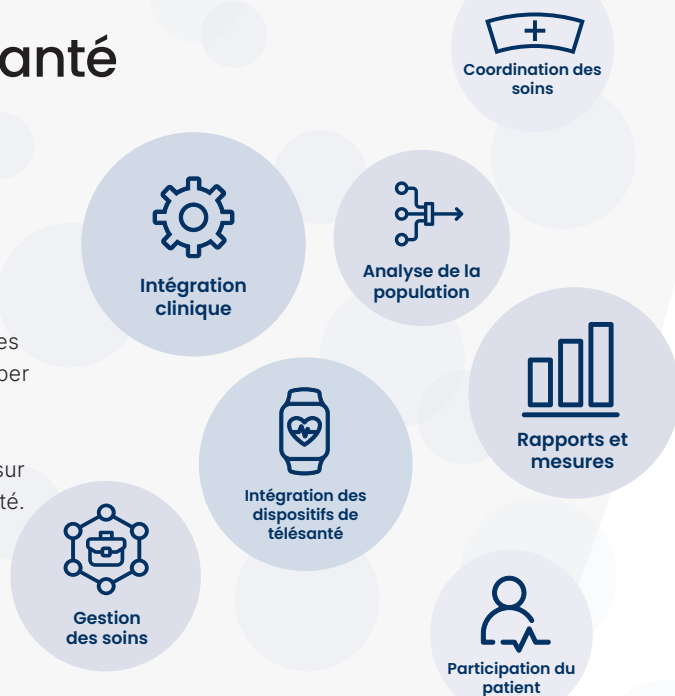 anté
Coordination des
soins
Intégration
clinique
Analyse de la
population
es
per
Rapports et
mesures
sur
té.
Intégration des
dispositifs de
télésanté
Gestion
des soins
Participation du
patient